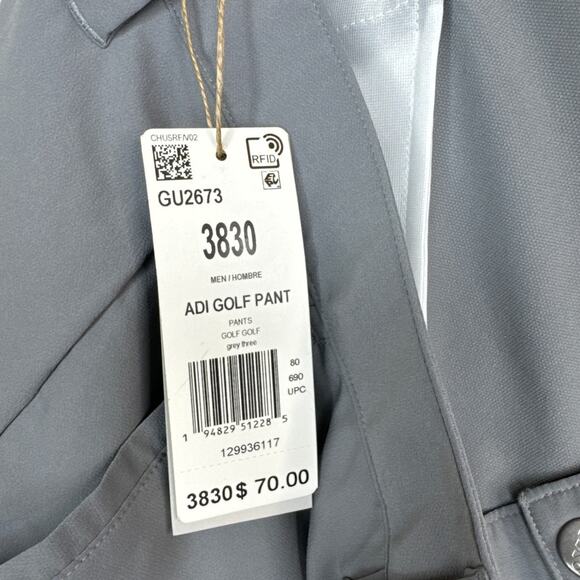 CHUSRFIV02
RFID
GU2673
3830
MEN / HOMBRE
ADI GOLF PANT
PANTS
GOLF GOLF
grey three
80
690
UPC
1 94829 51228 5
129936117
3830 $ 70.00